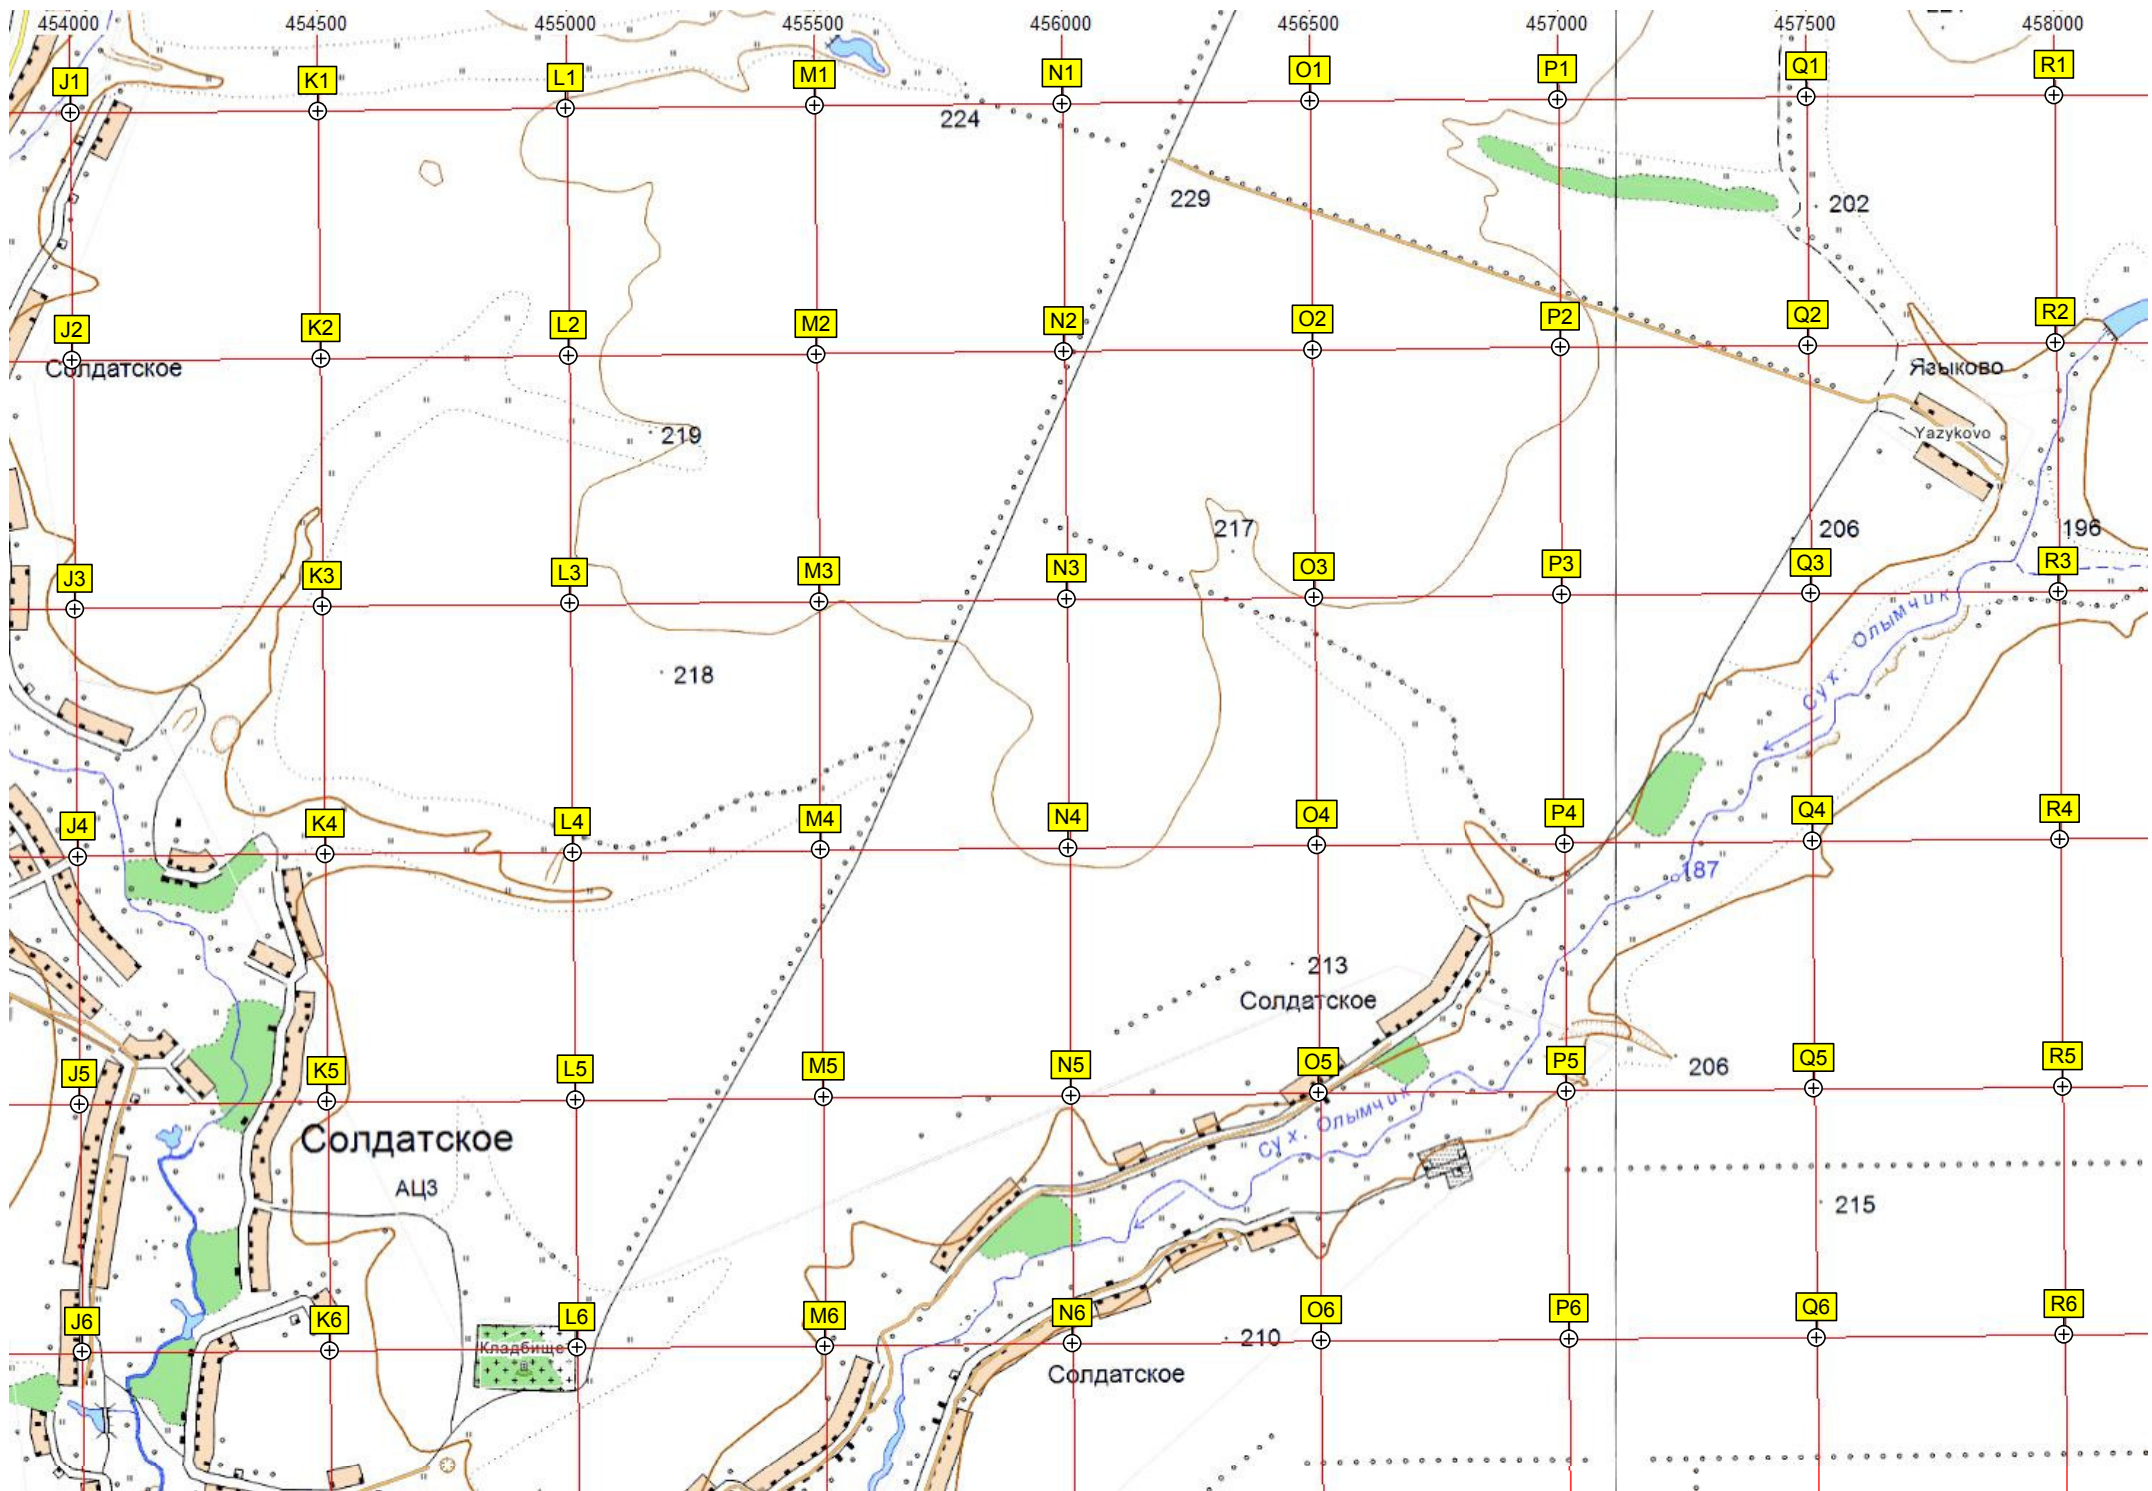 454000 454500 455000 455500 456000 456500 457000 457500 458000
J1 K1 L1 M1 N1 O1 P1 Q1 R1
224
229
202
J2 K2 L2 M2 N2 O2 P2 Q2 R2
Солдатское
Языково
219
Yazykovo
217
206
196
J3 K3 L3 M3 N3 O3 P3 Q3 R3
Сух. Олымчик
218
J4 K4 L4 M4 N4 O4 P4 Q4 R4
187
213
Солдатское
J5 K5 L5 M5 N5 O5 P5 Q5 R5
206
Сух. Олымчик
Солдатское
АЦЗ
215
J6 K6 L6 M6 N6 O6 P6 Q6 R6
Кладбище
210
Солдатское